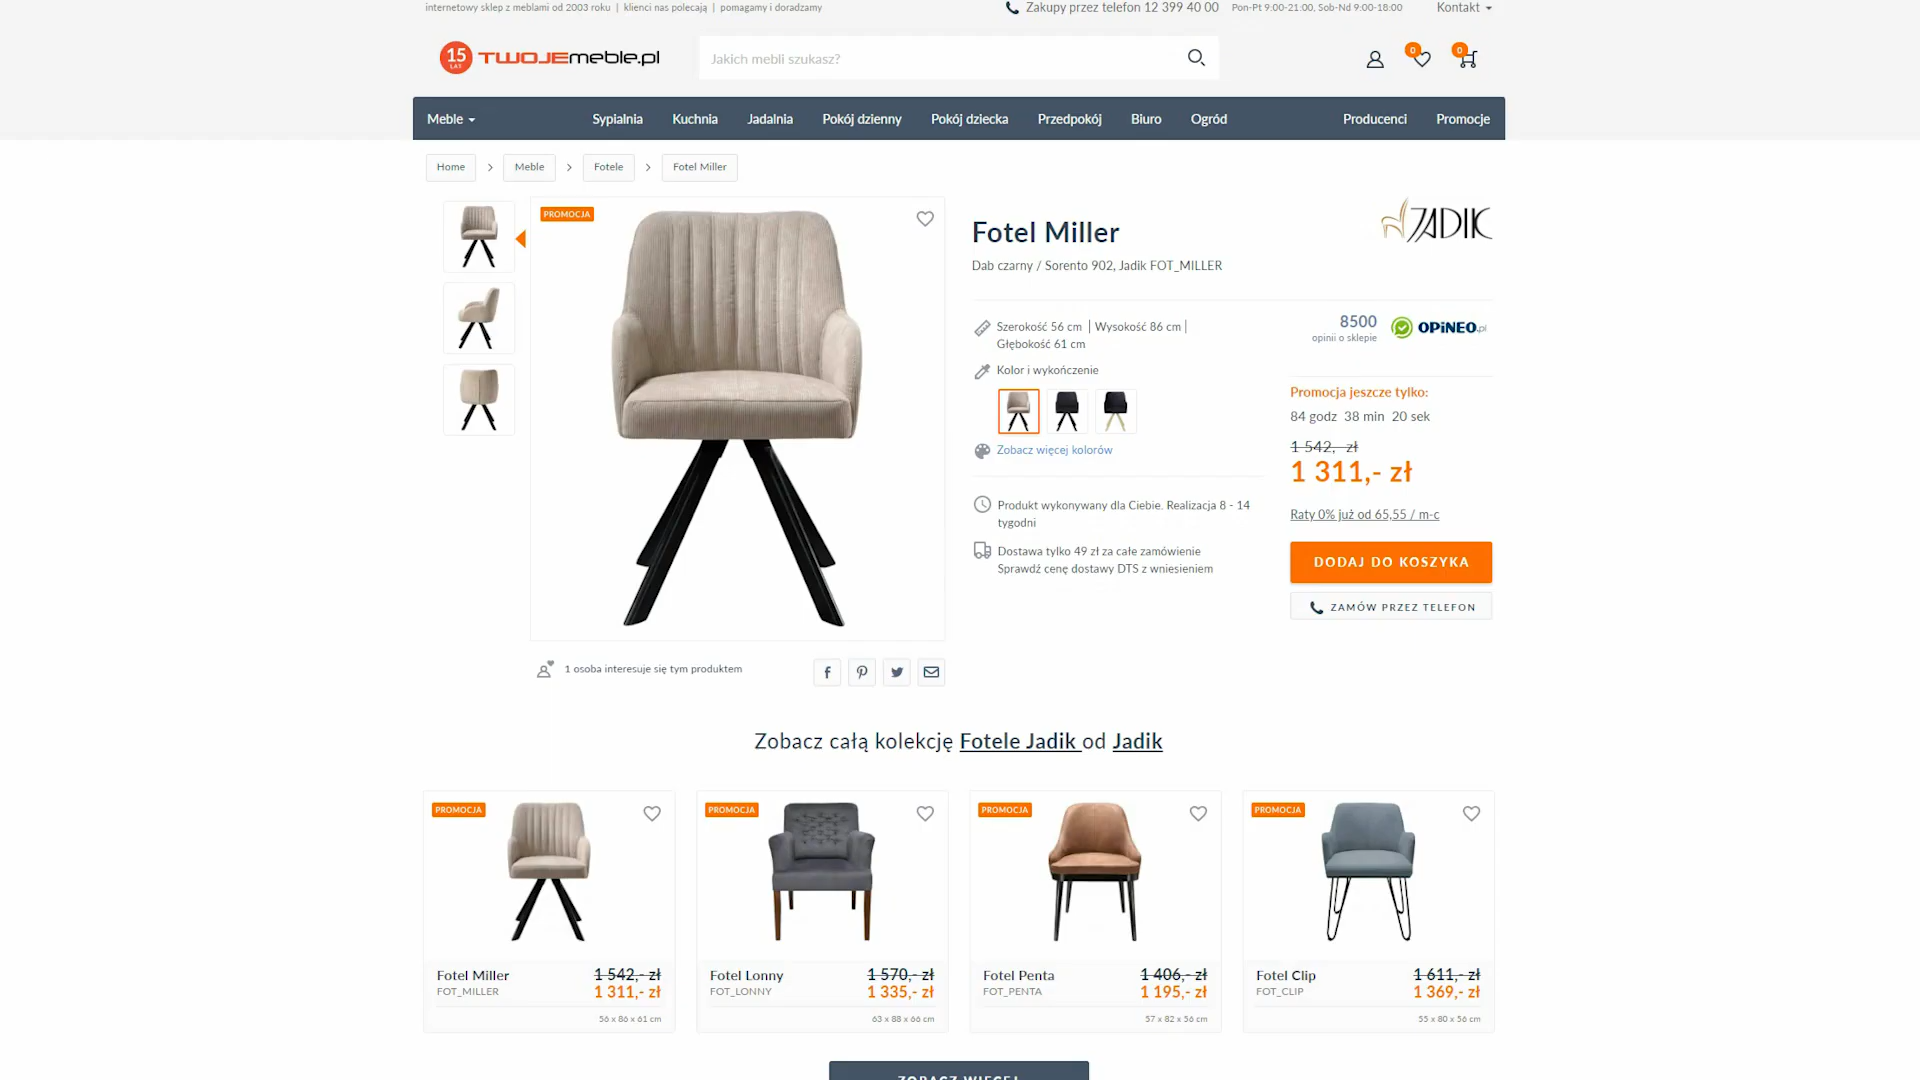 internetowy sklep z meblami od 2003 roku | klienci nas polecają | pomagamy i doradzamy
Zakupy przez telefon 12 399 40 00 Pon-Pt 9:00-21:00, Sob-Nd 9:00-18:00 Kontakt
15 LAT TWOJEmeble.pl
Jakich mebli szukasz?
0
0
Meble Sypialnia Kuchnia Jadalnia Pokój dzienny Pokój dziecka Przedpokój Biuro Ogród Producenci Promocje
Home > Meble > Fotele > Fotel Miller
PROMOCJA
Fotel Miller
JADIK
Dab czarny / Sorento 902, Jadik FOT_MILLER
Szerokość 56 cm | Wysokość 86 cm |
Głębokość 61 cm
Kolor i wykończenie
Zobacz więcej kolorów
Produkt wykonywany dla Ciebie. Realizacja 8 - 14
tygodni
Dostawa tylko 49 zł za całe zamówienie
Sprawdź cenę dostawy DTS z wniesieniem
8500
opinii o sklepie
OPiNEO.pl
Promocja jeszcze tylko:
84 godz 38 min 20 sek
1 542,- zł
1 311,- zł
Raty 0% już od 65,55 / m-c
DODAJ DO KOSZYKA
ZAMÓW PRZEZ TELEFON
1 osoba interesuje się tym produktem
Zobacz całą kolekcję Fotele Jadik od Jadik
PROMOCJA
Fotel Miller 1 542,- zł
FOT_MILLER 1 311,- zł
56 x 86 x 61 cm
PROMOCJA
Fotel Lonny 1 570,- zł
FOT_LONNY 1 335,- zł
63 x 88 x 66 cm
PROMOCJA
Fotel Penta 1 406,- zł
FOT_PENTA 1 195,- zł
57 x 82 x 56 cm
PROMOCJA
Fotel Clip 1 611,- zł
FOT_CLIP 1 369,- zł
55 x 80 x 56 cm
ZOBACZ WIĘCEJ